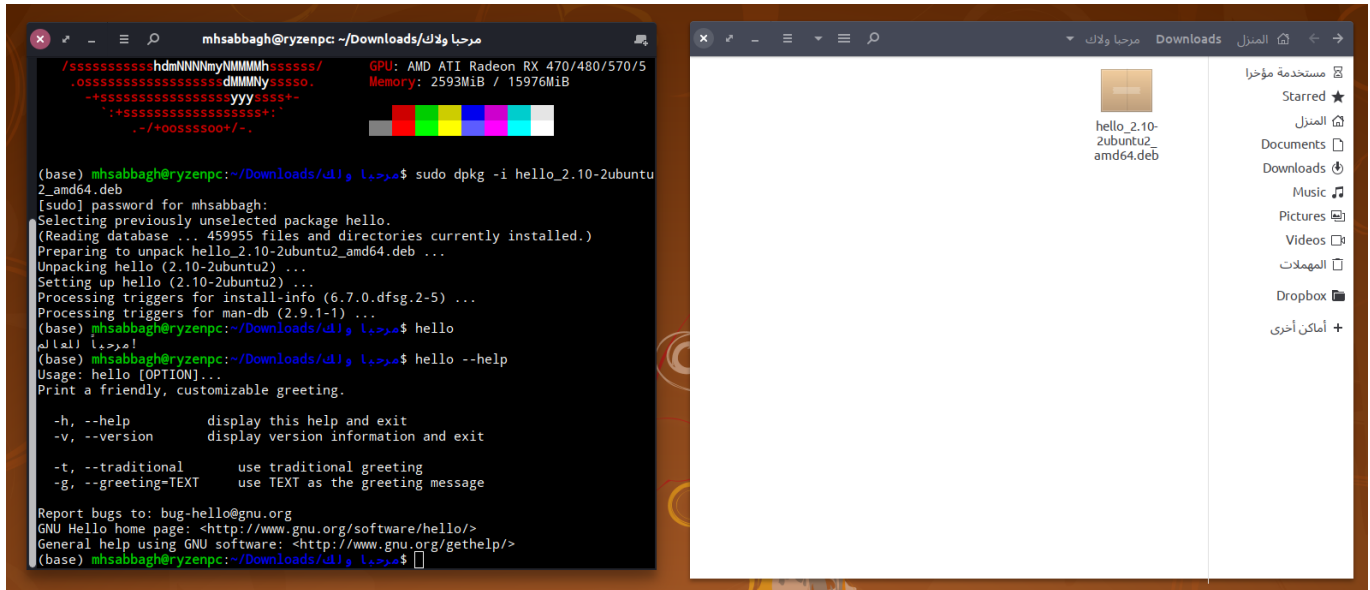 mhsabbagh@ryzenpc: ~/Downloads/مرحبا ولاك
/ssssssssssshdmNNNNmyNMMMMhssssss/ GPU: AMD ATI Radeon RX 470/480/570/5
.ossssssssssssssssssdMMMNysssso. Memory: 2593MiB / 15976MiB
-+sssssssssssssssssyyyssss+-
`:+ssssssssssssssssss+:`
.-/+oossssoo+/-.
(base) mhsabbagh@ryzenpc:~/Downloads/مرحبا ولاك$ sudo dpkg -i hello_2.10-2ubuntu
2_amd64.deb
[sudo] password for mhsabbagh:
Selecting previously unselected package hello.
(Reading database ... 459955 files and directories currently installed.)
Preparing to unpack hello_2.10-2ubuntu2_amd64.deb ...
Unpacking hello (2.10-2ubuntu2) ...
Setting up hello (2.10-2ubuntu2) ...
Processing triggers for install-info (6.7.0.dfsg.2-5) ...
Processing triggers for man-db (2.9.1-1) ...
(base) mhsabbagh@ryzenpc:~/Downloads/مرحبا ولاك$ hello
مرحباً للعالم!
(base) mhsabbagh@ryzenpc:~/Downloads/مرحبا ولاك$ hello --help
Usage: hello [OPTION]...
Print a friendly, customizable greeting.
-h, --help display this help and exit
-v, --version display version information and exit
-t, --traditional use traditional greeting
-g, --greeting=TEXT use TEXT as the greeting message
Report bugs to: bug-hello@gnu.org
GNU Hello home page: <http://www.gnu.org/software/hello/>
General help using GNU software: <http://www.gnu.org/gethelp/>
(base) mhsabbagh@ryzenpc:~/Downloads/مرحبا ولاك$
المنزل Downloads مرحبا ولاك
مستخدمة مؤخرا
Starred
المنزل
Documents
Downloads
Music
Pictures
Videos
المهملات
Dropbox
أماكن أخرى
hello_2.10-
2ubuntu2_
amd64.deb